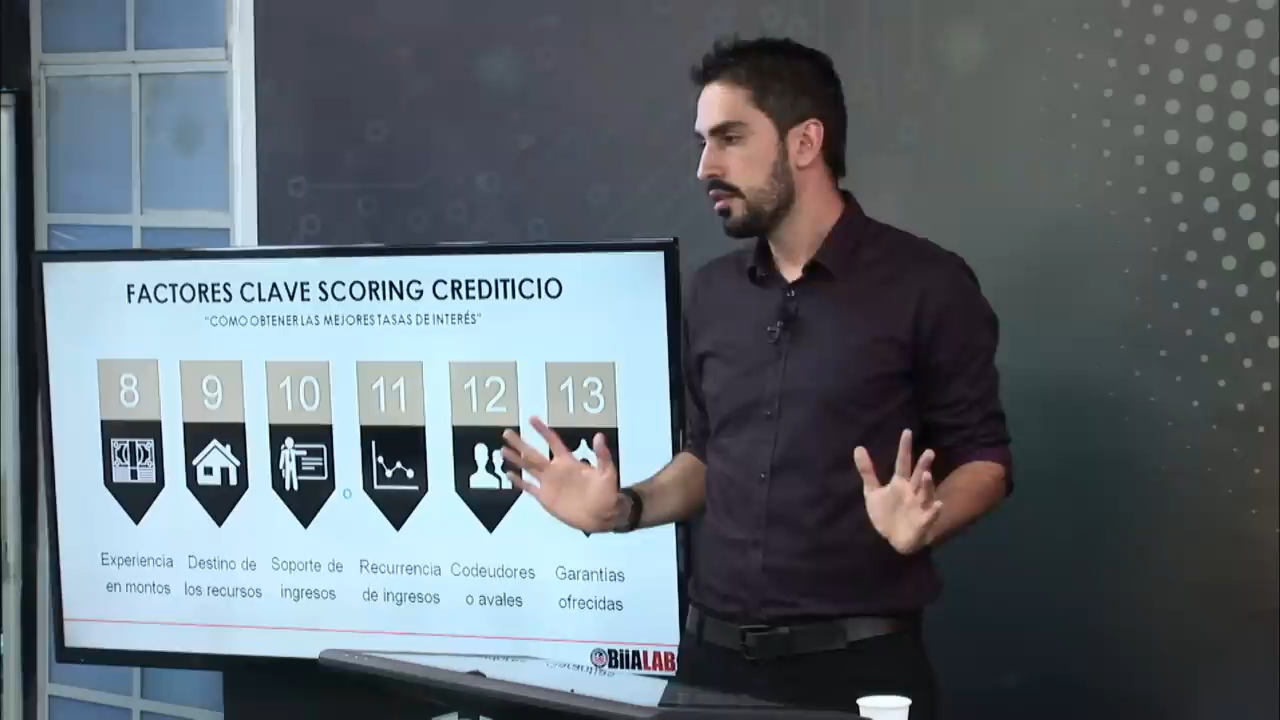 FACTORES CLAVE SCORING CREDITICIO
"COMO OBTENER LAS MEJORES TASAS DE INTERÉS"
8 9 10 11 12 13
Experiencia en montos
Destino de los recursos
Soporte de ingresos
Recurrencia de ingresos
Codeudores o avales
Garantías ofrecidas
BiiALAB